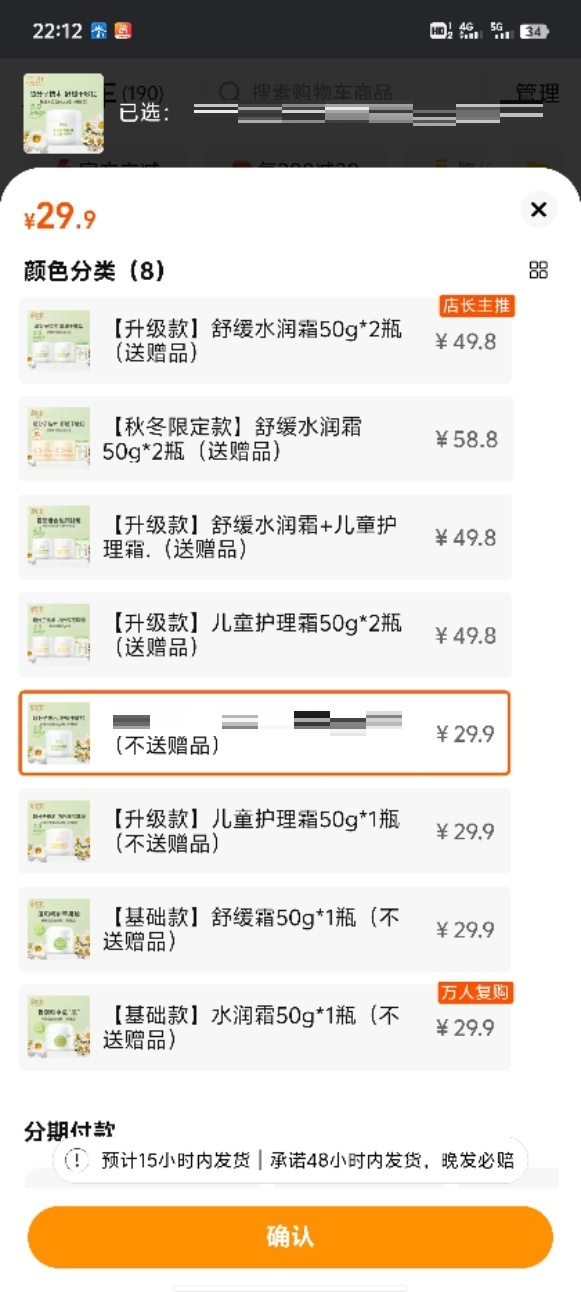 22:12
HD 1 2 4G 5G 34
(190)
搜索购物车商品
管理
已选：
¥29.9
颜色分类（8）
店长主推
【升级款】舒缓水润霜50g*2瓶
（送赠品）
¥49.8
【秋冬限定款】舒缓水润霜
50g*2瓶（送赠品）
¥58.8
【升级款】舒缓水润霜+儿童护
理霜.（送赠品）
¥49.8
【升级款】儿童护理霜50g*2瓶
（送赠品）
¥49.8
（不送赠品）
¥29.9
【升级款】儿童护理霜50g*1瓶
（不送赠品）
¥29.9
【基础款】舒缓霜50g*1瓶（不
送赠品）
¥29.9
万人复购
【基础款】水润霜50g*1瓶（不
送赠品）
¥29.9
分期付款
预计15小时内发货｜承诺48小时内发货，晚发必赔
确认